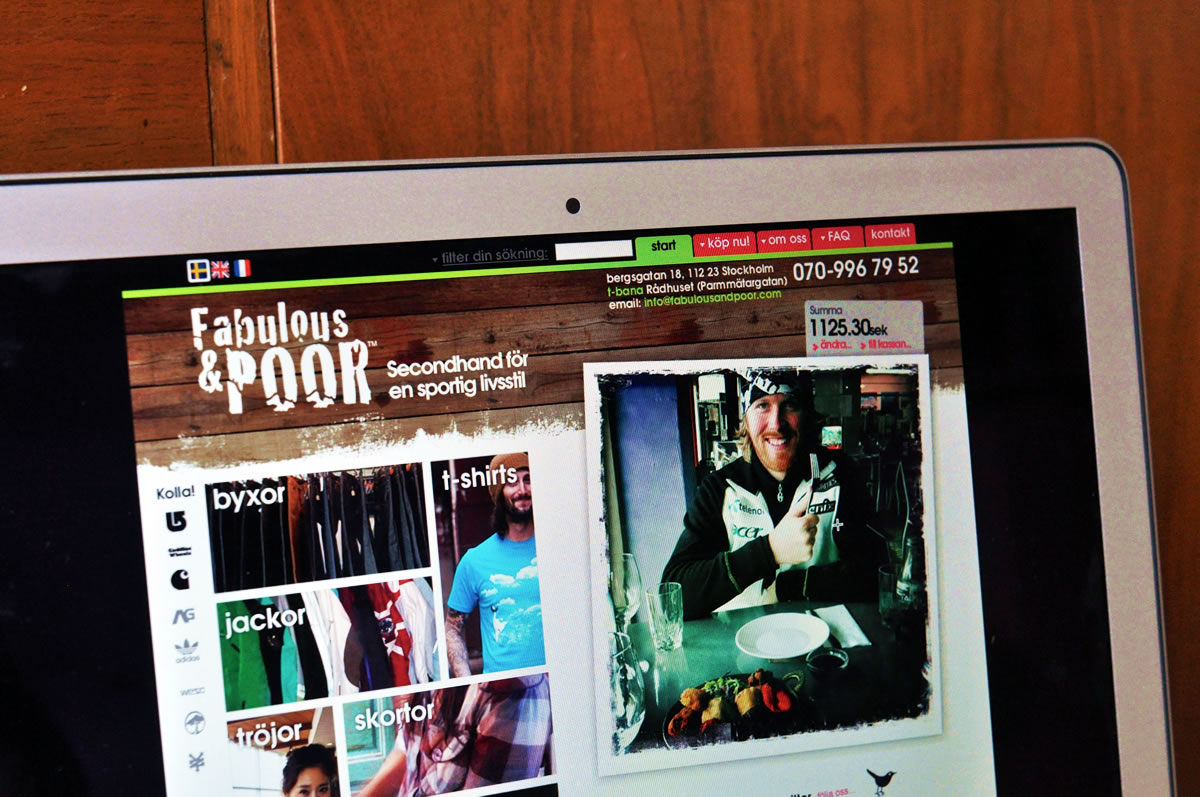 filter din sökning:
start
köp nu!
om oss
FAQ
kontakt
bergsgatan 18, 112 23 Stockholm
t-bana Rådhuset (Parmmätargatan)
email: info@fabulousandpoor.com
070-996 79 52
Summa
1125.30sek
ändra...
till kassan...
Fabulous
&POOR™
Secondhand för
en sportig livsstil
Kolla!
byxor
t-shirts
jackor
adidas
wesc
tröjor
skortor
telenor
acer
följa oss...